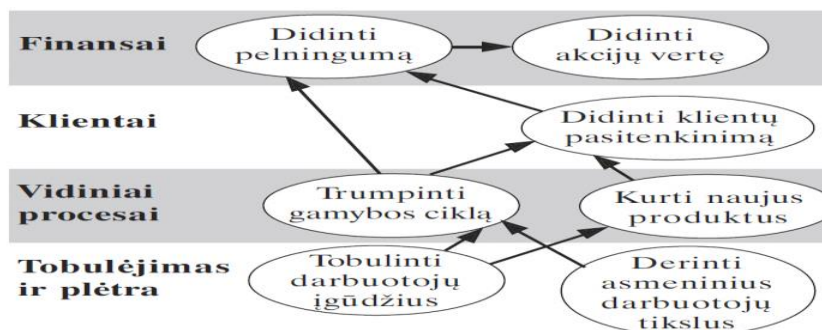 Finansai
Didinti
pelningumą
Didinti
akcijų vertę
Klientai
Didinti klientų
pasitenkinimą
Vidiniai
procesai
Trumpinti
gamybos ciklą
Kurti naujus
produktus
Tobulėjimas
ir plėtra
Tobulinti
darbuotojų
įgūdžius
Derinti
asmeninius
darbuotojų
tikslus